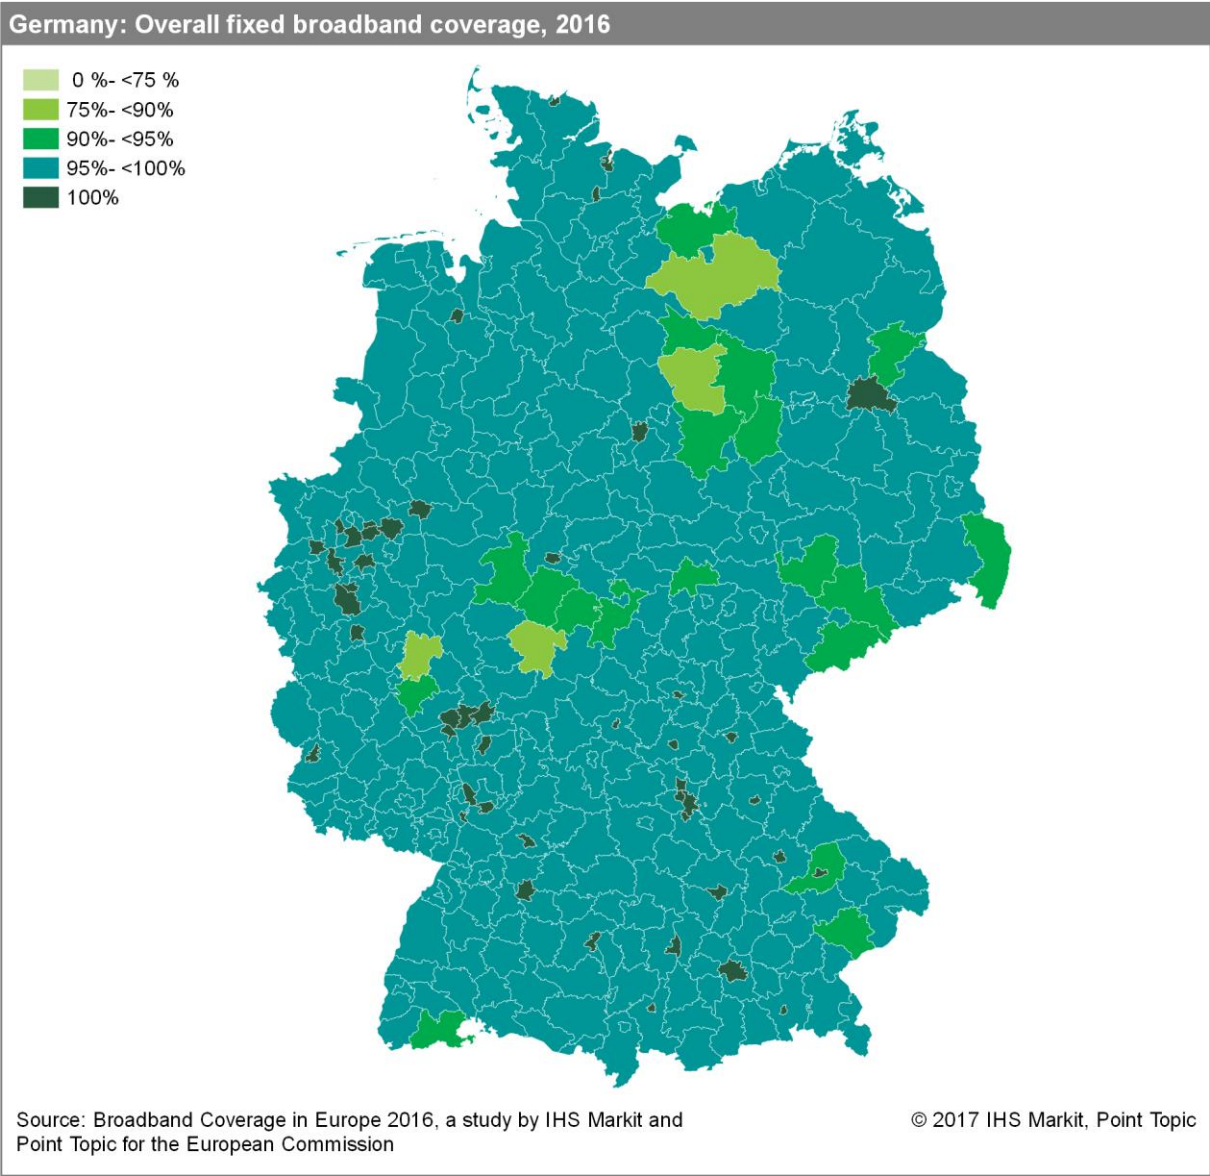 Germany: Overall fixed broadband coverage, 2016
0 %- <75 %
75%- <90%
90%- <95%
95%- <100%
100%
Source: Broadband Coverage in Europe 2016, a study by IHS Markit and
Point Topic for the European Commission
© 2017 IHS Markit, Point Topic